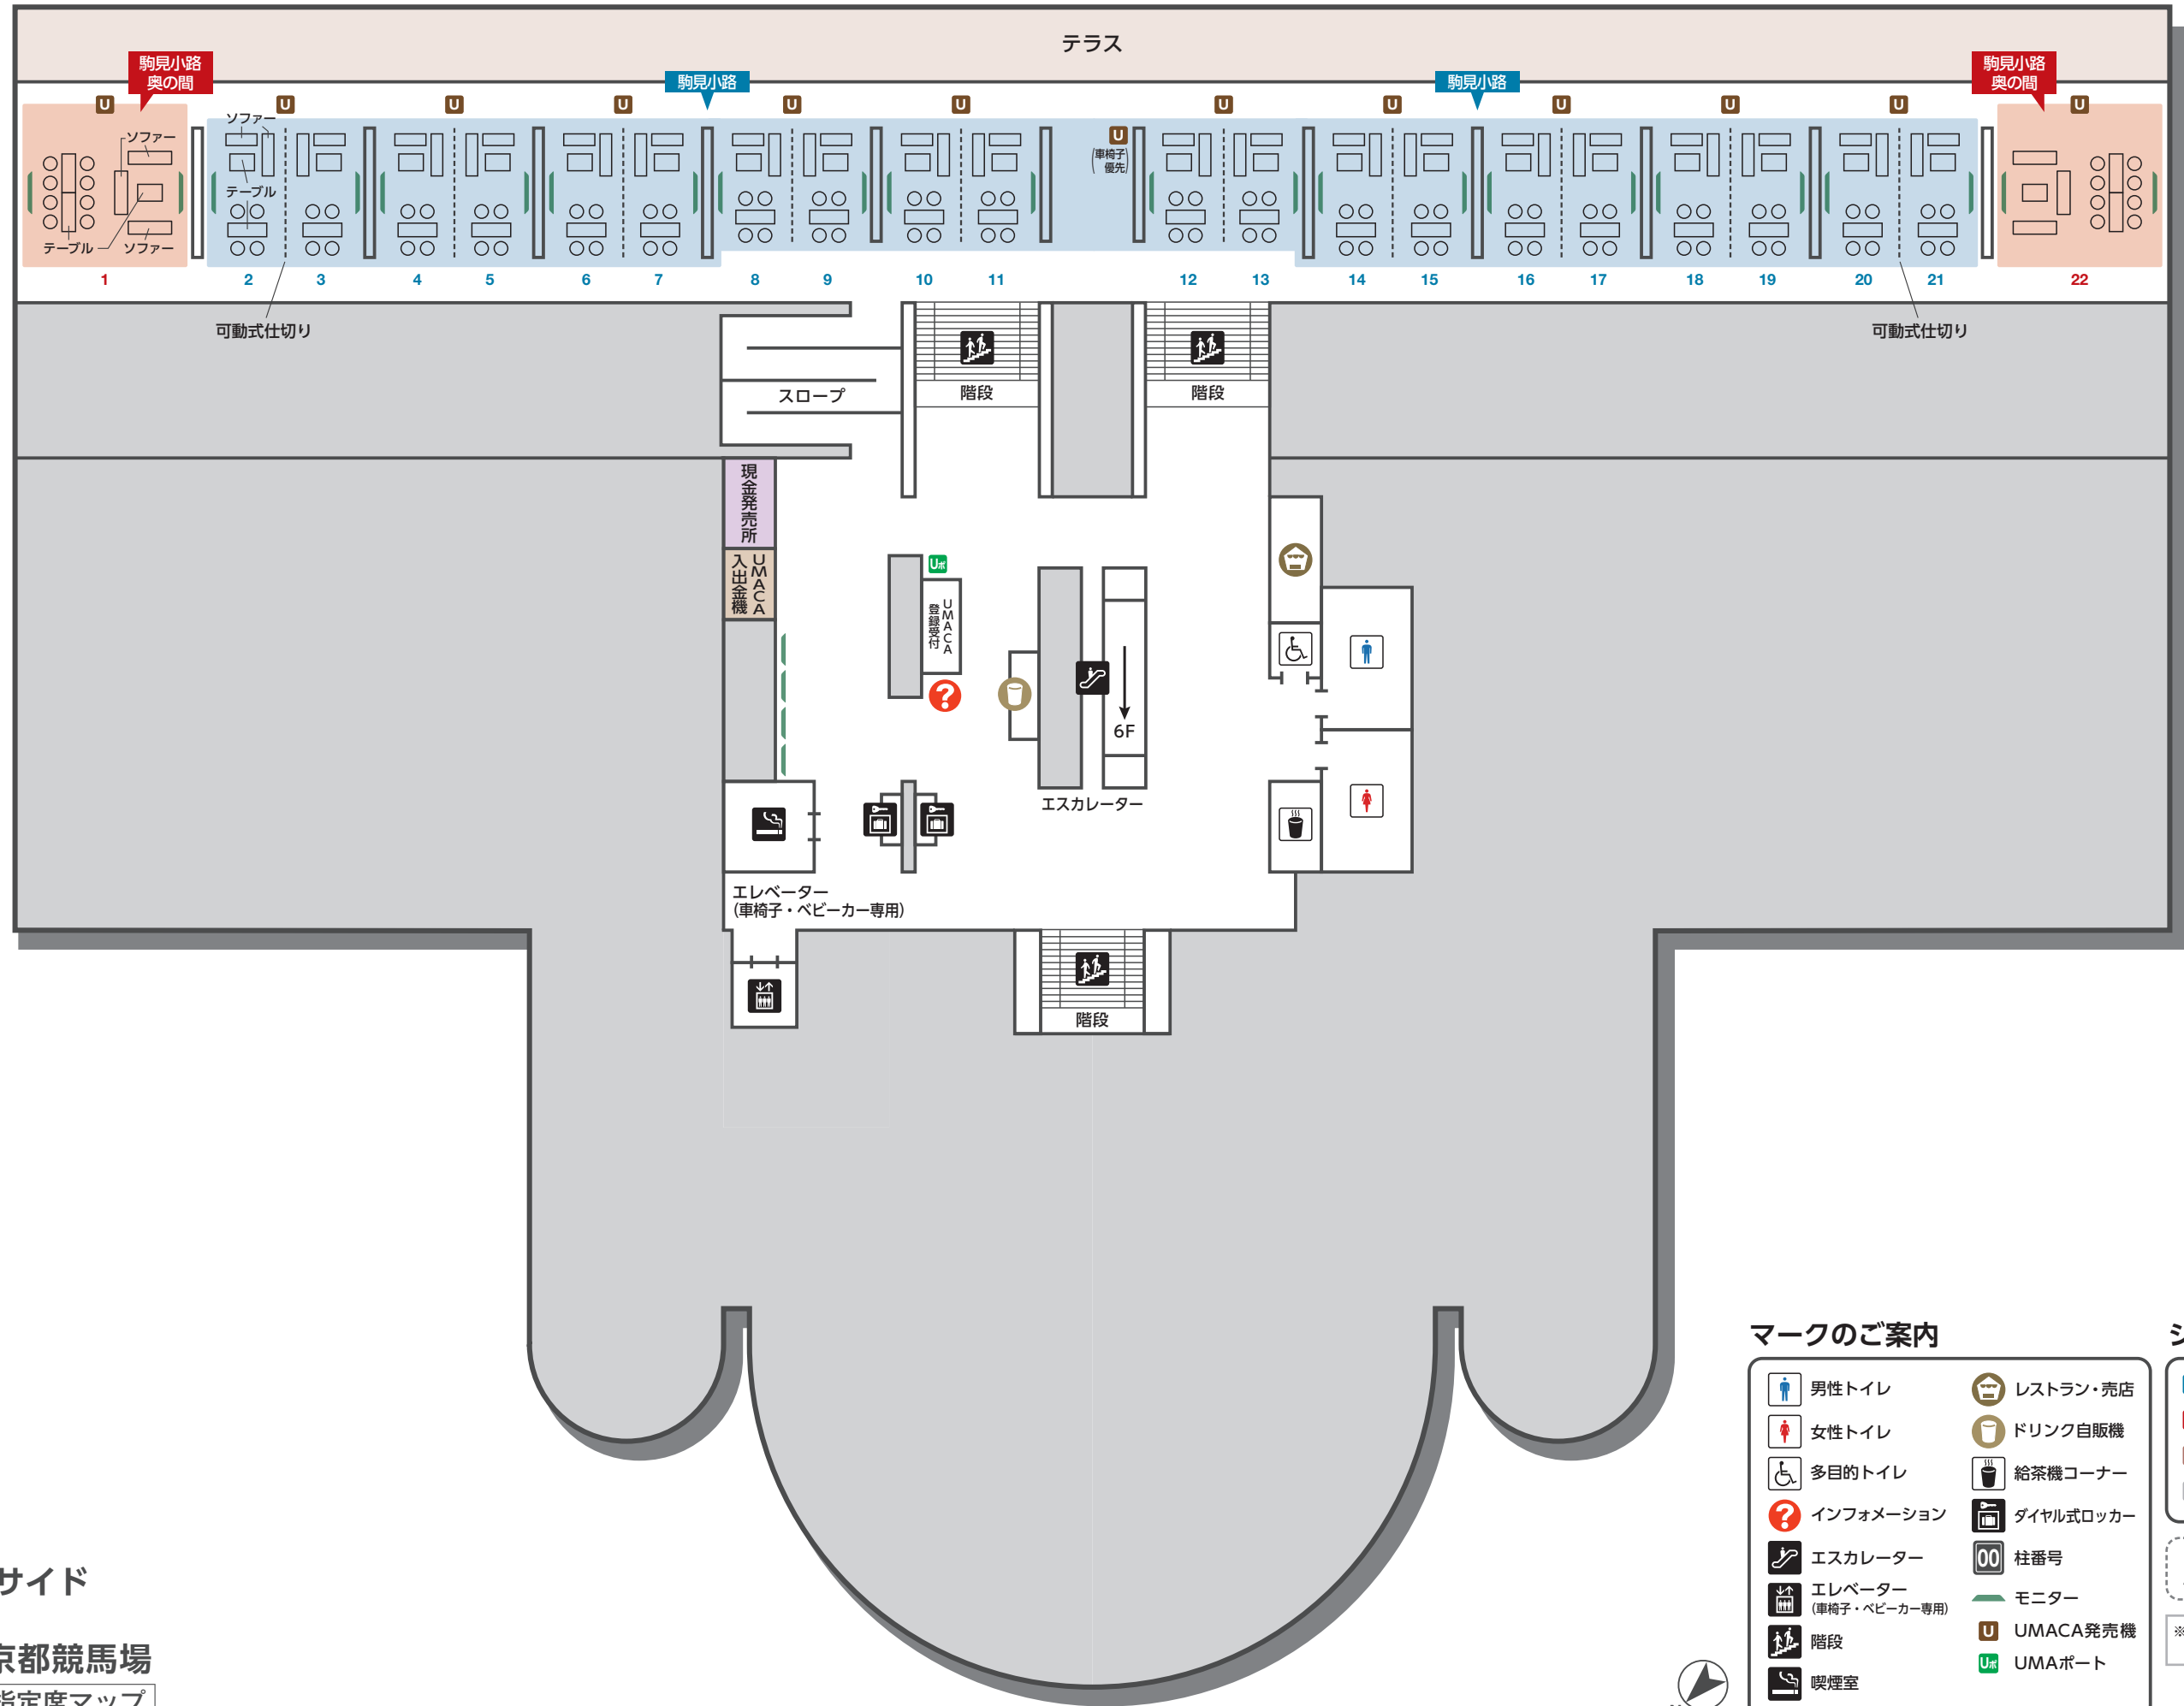 テラス
駒見小路
奥の間
駒見小路
駒見小路
駒見小路
奥の間
U
U
U
U
U
U
U
U
U
U
U
U
U
(車椅子
優先)
ソファー
ソファー
テーブル
テーブル
ソファー
1
2
3
4
5
6
7
8
9
10
11
12
13
14
15
16
17
18
19
20
21
22
可動式仕切り
可動式仕切り
スロープ
階段
階段
現金発売所
UMACA
入出金機
Uポ
UMACA
登録受付
?
6F
エスカレーター
エレベーター
(車椅子・ベビーカー専用)
階段
マークのご案内
男性トイレ
女性トイレ
多目的トイレ
? インフォメーション
エスカレーター
エレベーター
(車椅子・ベビーカー専用)
階段
喫煙室
レストラン・売店
ドリンク自販機
給茶機コーナー
ダイヤル式ロッカー
00 柱番号
モニター
U UMACA発売機
Uポ UMAポート
※
サイド
京都競馬場
指定席マップ